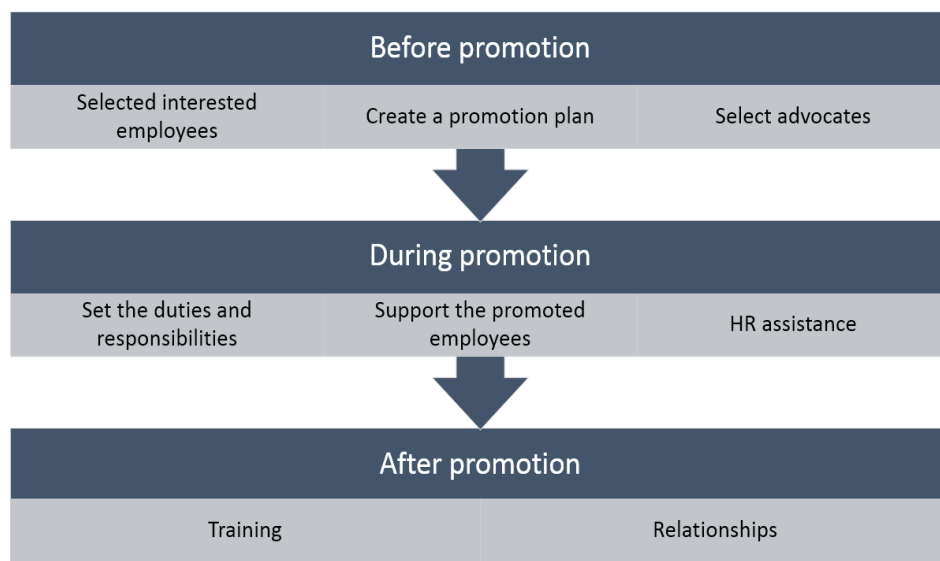 Before promotion
Selected interested
employees
Create a promotion plan
Select advocates
During promotion
Set the duties and
responsibilities
Support the promoted
employees
HR assistance
After promotion
Training
Relationships